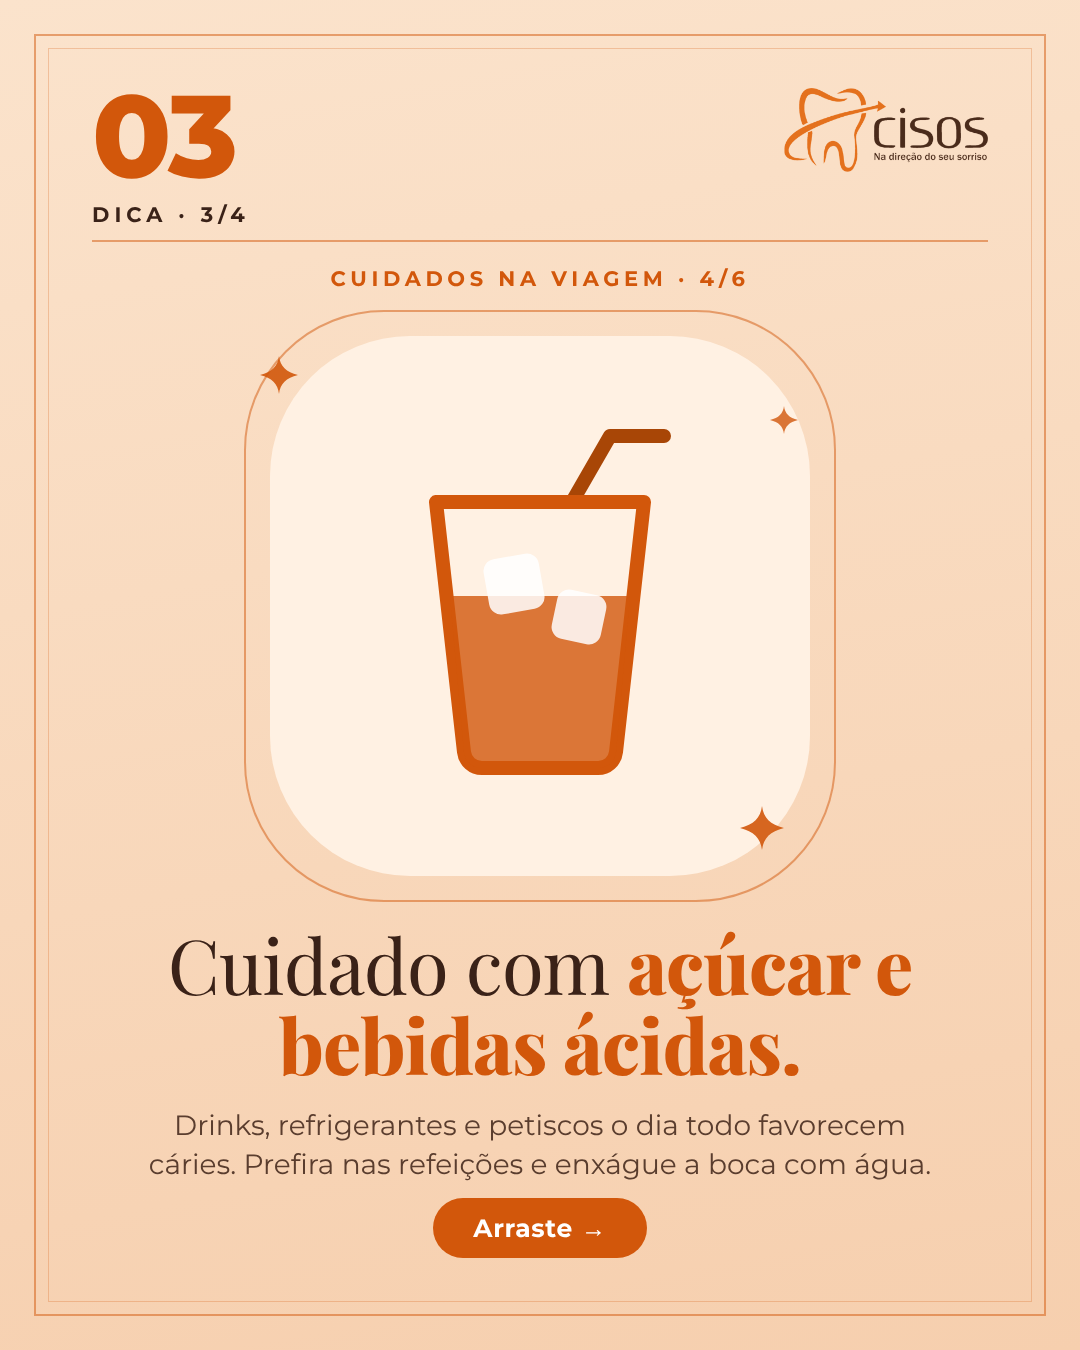 03
DICA · 3/4
cisos
Na direção do seu sorriso
CUIDADOS NA VIAGEM · 4/6
Cuidado com açúcar e
bebidas ácidas.
Drinks, refrigerantes e petiscos o dia todo favorecem
cáries. Prefira nas refeições e enxágue a boca com água.
Arraste →